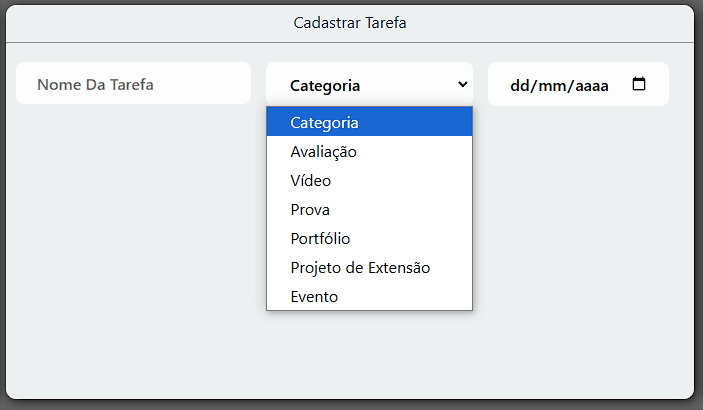 Cadastrar Tarefa
Nome Da Tarefa
Categoria
dd/mm/aaaa
Categoria
Avaliação
Vídeo
Prova
Portfólio
Projeto de Extensão
Evento